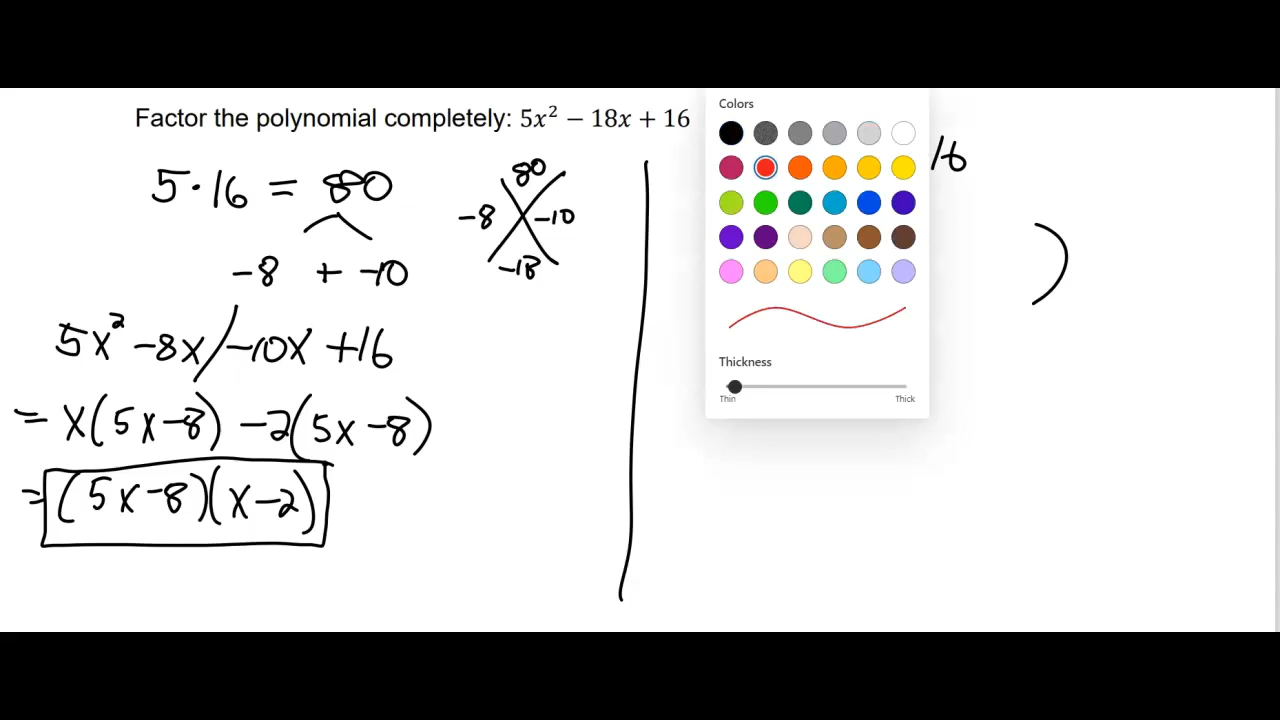 Factor the polynomial completely: 5x² − 18x + 16
5·16 = 80
-8 + -10
80
-8 -10
-18
5x² -8x / -10x +16
= x(5x-8) -2(5x-8)
= (5x-8)(x-2)
Colors
Thickness
Thin Thick
16
)